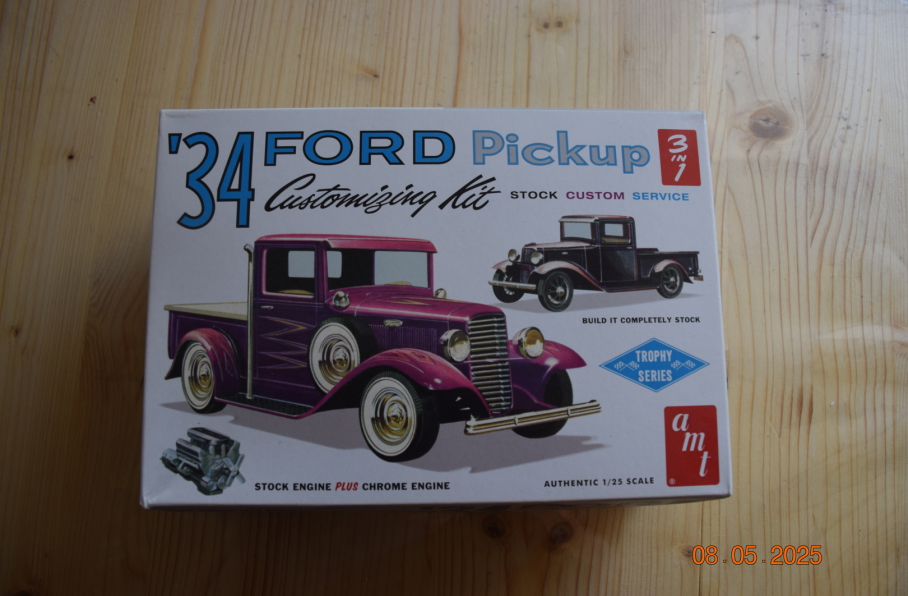 '34 FORD Pickup
3 IN 1
Customizing Kit
STOCK CUSTOM SERVICE
BUILD IT COMPLETELY STOCK
TROPHY
SERIES
amt
®
STOCK ENGINE PLUS CHROME ENGINE
AUTHENTIC 1/25 SCALE
08.05.2025